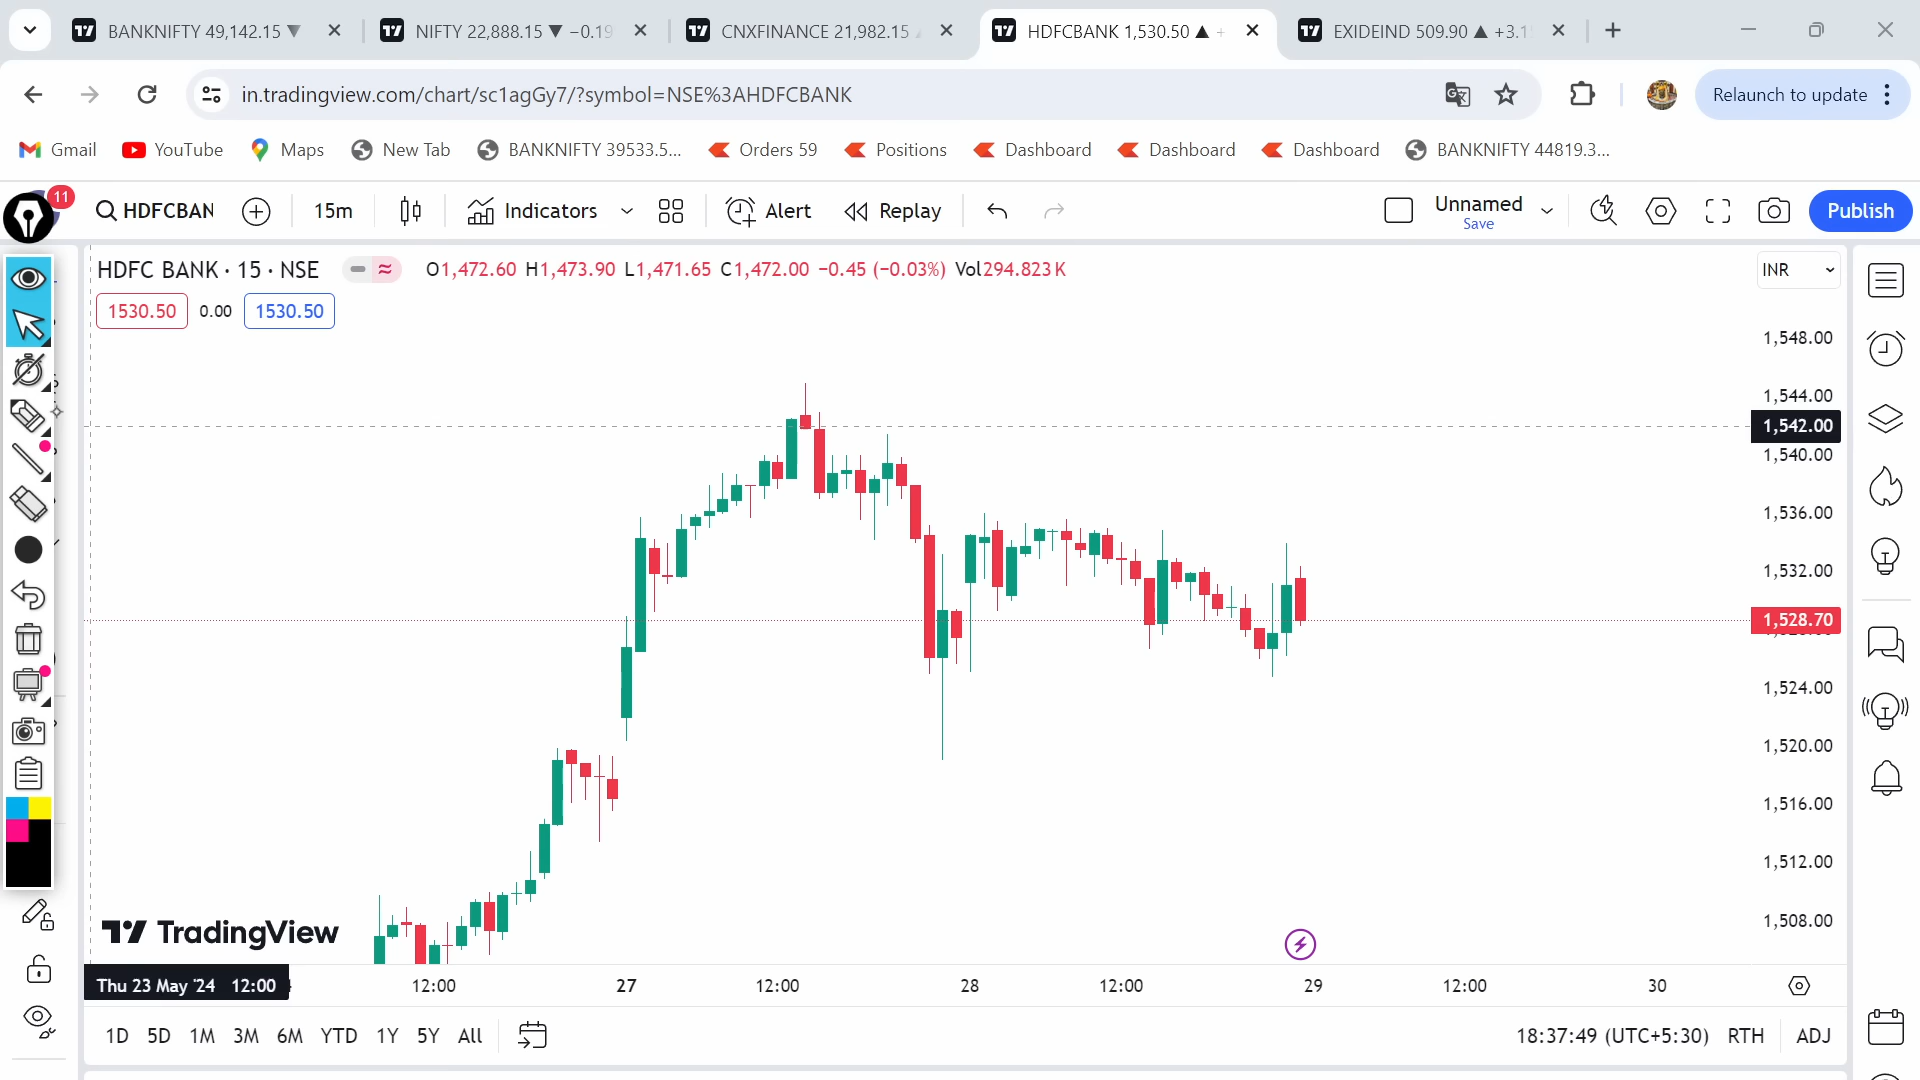 BANKNIFTY 49,142.15 ▼
NIFTY 22,888.15 ▼ −0.19
CNXFINANCE 21,982.15
HDFCBANK 1,530.50 ▲ +
EXIDEIND 509.90 ▲ +3.1
in.tradingview.com/chart/sc1agGy7/?symbol=NSE%3AHDFCBANK
Relaunch to update
Gmail
YouTube
Maps
New Tab
BANKNIFTY 39533.5...
Orders 59
Positions
Dashboard
Dashboard
Dashboard
BANKNIFTY 44819.3...
11
HDFCBAN
15m
Indicators
Alert
Replay
Unnamed
Save
Publish
HDFC BANK · 15 · NSE
O1,472.60 H1,473.90 L1,471.65 C1,472.00 −0.45 (−0.03%) Vol294.823K
INR
1530.50
0.00
1530.50
1,548.00
1,544.00
1,542.00
1,540.00
1,536.00
1,532.00
1,528.70
1,524.00
1,520.00
1,516.00
1,512.00
1,508.00
TradingView
Thu 23 May '24 12:00
12:00
27
12:00
28
12:00
29
12:00
30
1D 5D 1M 3M 6M YTD 1Y 5Y All
18:37:49 (UTC+5:30) RTH ADJ